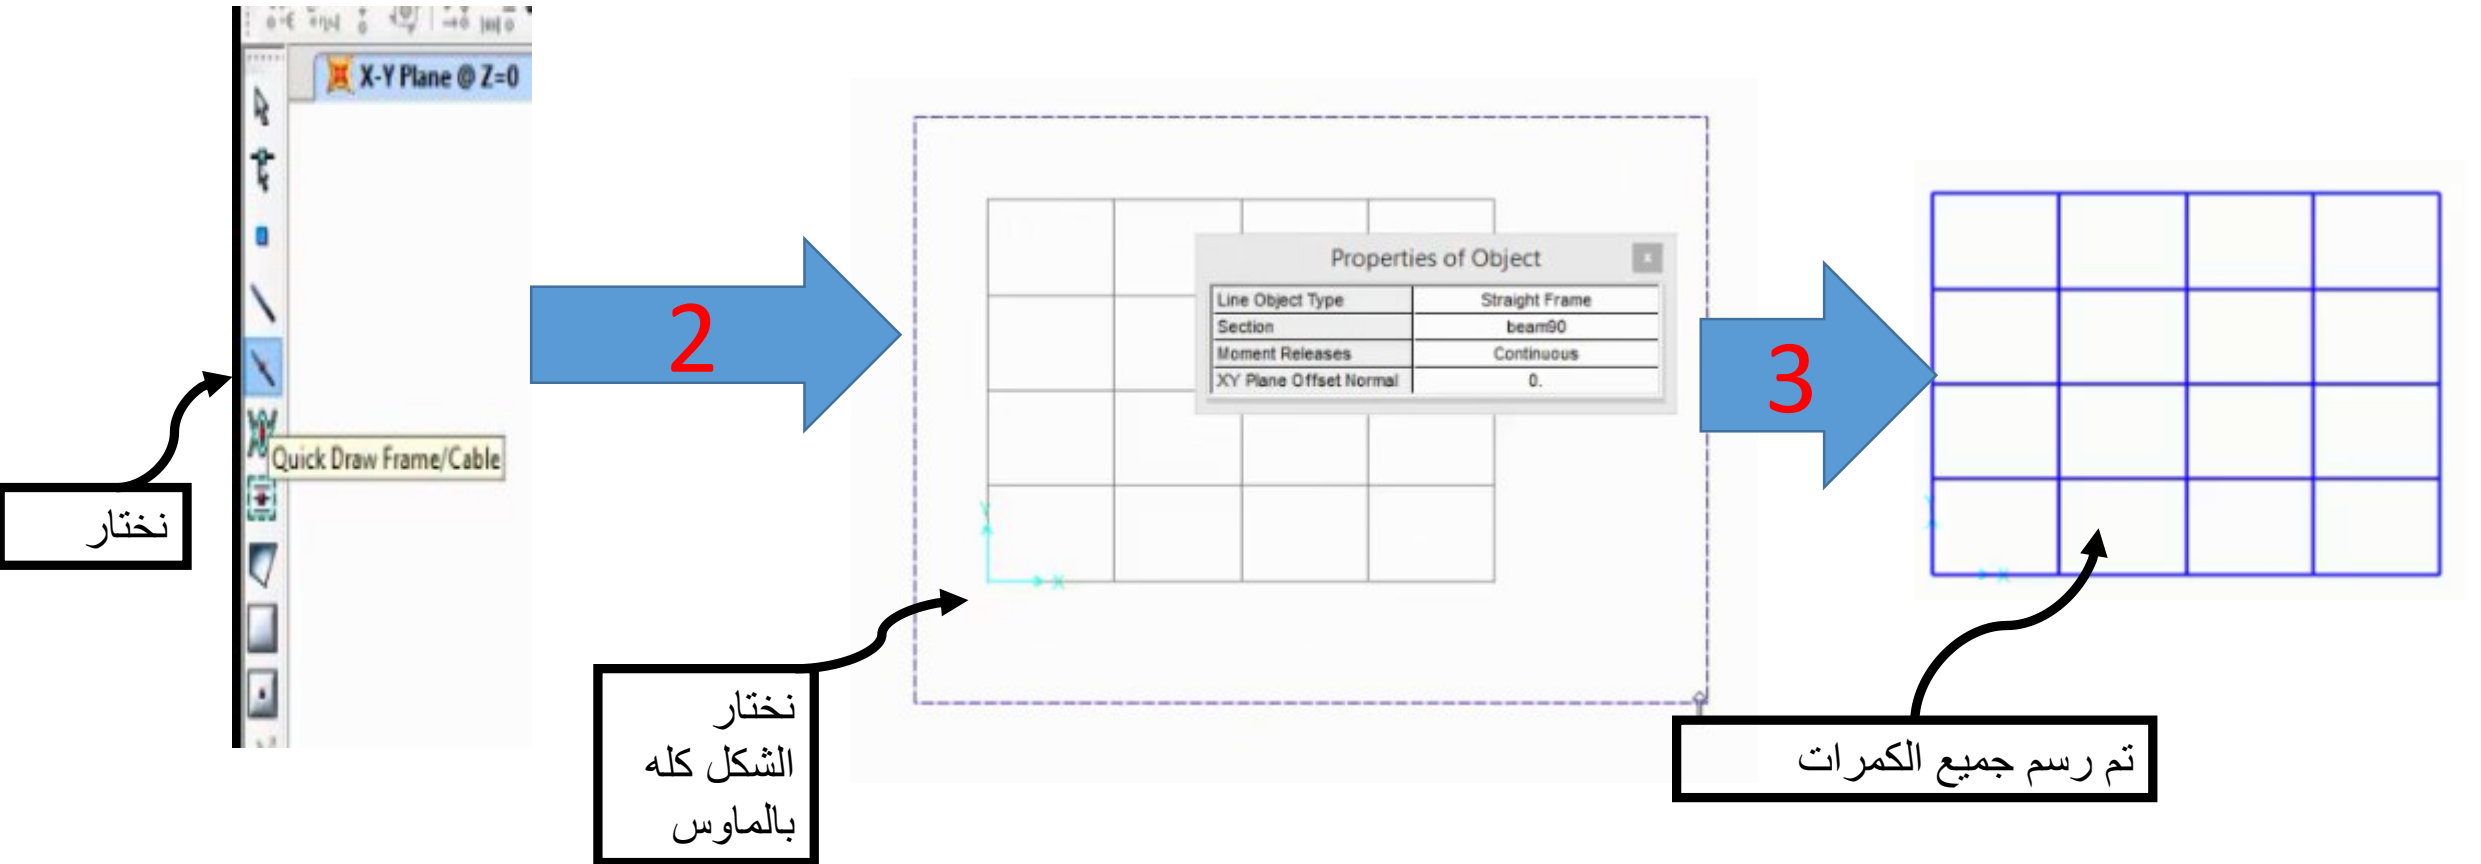 X-Y Plane @ Z=0
Quick Draw Frame/Cable
نختار
2
Properties of Object
Line Object Type Straight Frame
Section beam90
Moment Releases Continuous
XY Plane Offset Normal 0.
Y
X
نختار
الشكل كله
بالماوس
3
Y
X
تم رسم جميع الكمرات